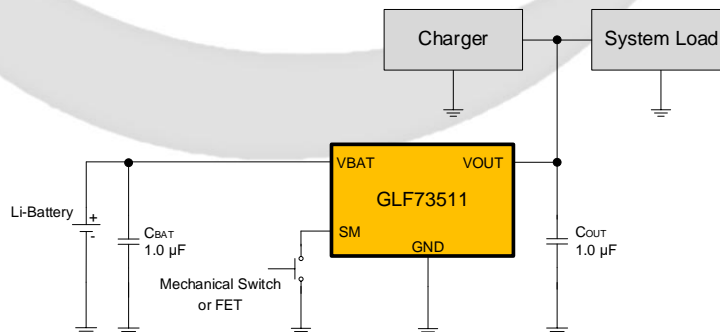 Charger
System Load
VBAT
VOUT
GLF73511
Li-Battery
+
-
CBAT
1.0 µF
SM
GND
COUT
1.0 µF
Mechanical Switch
or FET